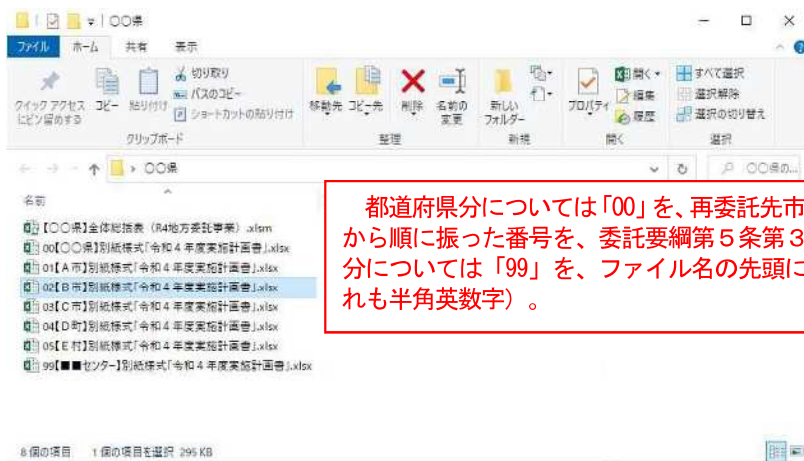 〇〇県
ファイル ホーム 共有 表示
クイック アクセス
にピン留めする
コピー
貼り付け
切り取り
パスのコピー
ショートカットの貼り付け
クリップボード
移動先 コピー先 削除 名前の
変更
整理
新しい
フォルダー
新規
プロパティ
開く
編集
履歴
開く
すべて選択
選択解除
選択の切り替え
選択
〇〇県
〇〇県の...
名前
【〇〇県】全体総括表（R4地方委託事業）.xlsm
00【〇〇県】別紙様式「令和４年度実施計画書」.xlsx
01【Ａ市】別紙様式「令和４年度実施計画書」.xlsx
02【Ｂ市】別紙様式「令和４年度実施計画書」.xlsx
03【Ｃ市】別紙様式「令和４年度実施計画書」.xlsx
04【Ｄ町】別紙様式「令和４年度実施計画書」.xlsx
05【Ｅ村】別紙様式「令和４年度実施計画書」.xlsx
99【■■センター】別紙様式「令和４年度実施計画書」.xlsx
都道府県分については「00」を、再委託先市
から順に振った番号を、委託要綱第５条第３
分については「99」を、ファイル名の先頭に
れも半角英数字）。
8 個の項目 1 個の項目を選択 295 KB